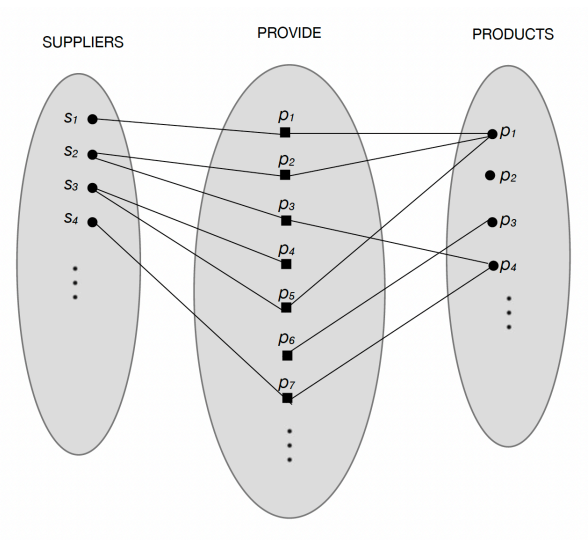 SUPPLIERS
PROVIDE
PRODUCTS
s1
s2
s3
s4
p1
p2
p3
p4
p5
p6
p7
p1
p2
p3
p4